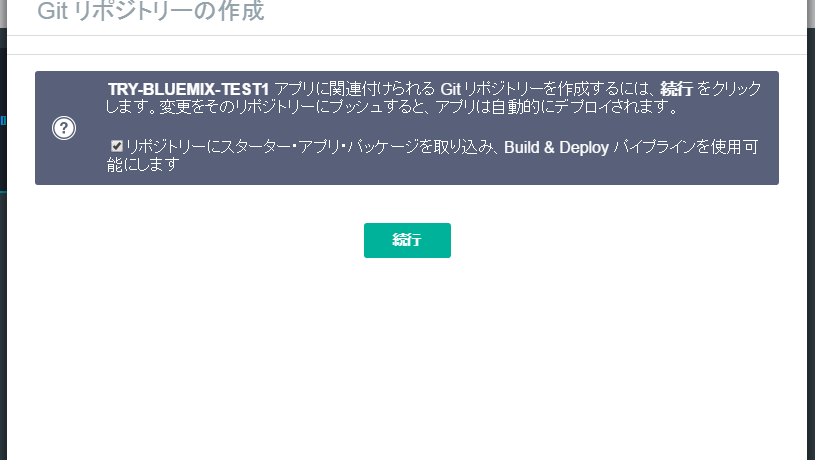 Git リポジトリーの作成
TRY-BLUEMIX-TEST1 アプリに関連付けられる Git リポジトリーを作成するには、続行 をクリック
します。変更をそのリポジトリーにプッシュすると、アプリは自動的にデプロイされます。
リポジトリーにスターター・アプリ・パッケージを取り込み、Build & Deploy パイプラインを使用可
能にします
続行